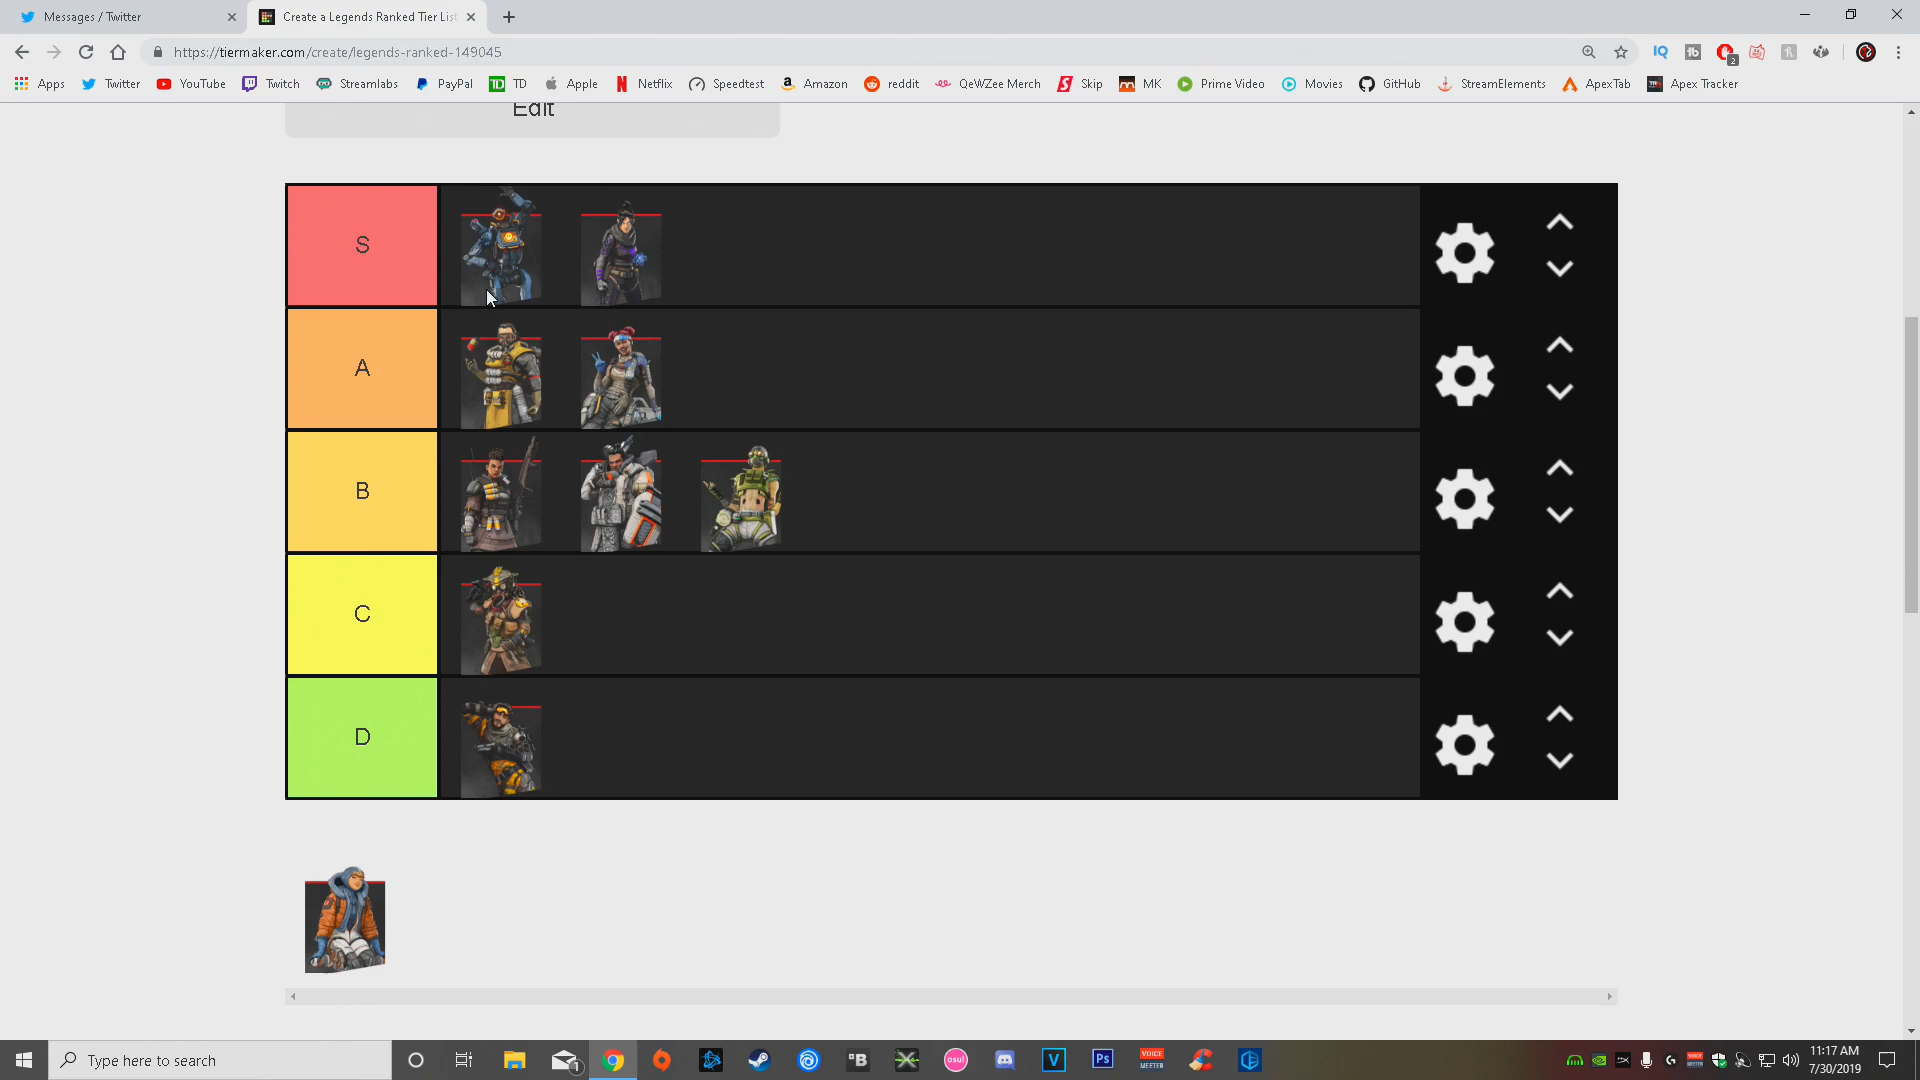 Messages / Twitter
Create a Legends Ranked Tier List
https://tiermaker.com/create/legends-ranked-149045
Apps
Twitter
YouTube
Twitch
Streamlabs
PayPal
TD
TD
Apple
Netflix
Speedtest
Amazon
reddit
QeWZee Merch
Skip
MK
Prime Video
Movies
GitHub
StreamElements
ApexTab
Apex Tracker
Edit
S
A
B
C
D
Type here to search
11:17 AM
7/30/2019